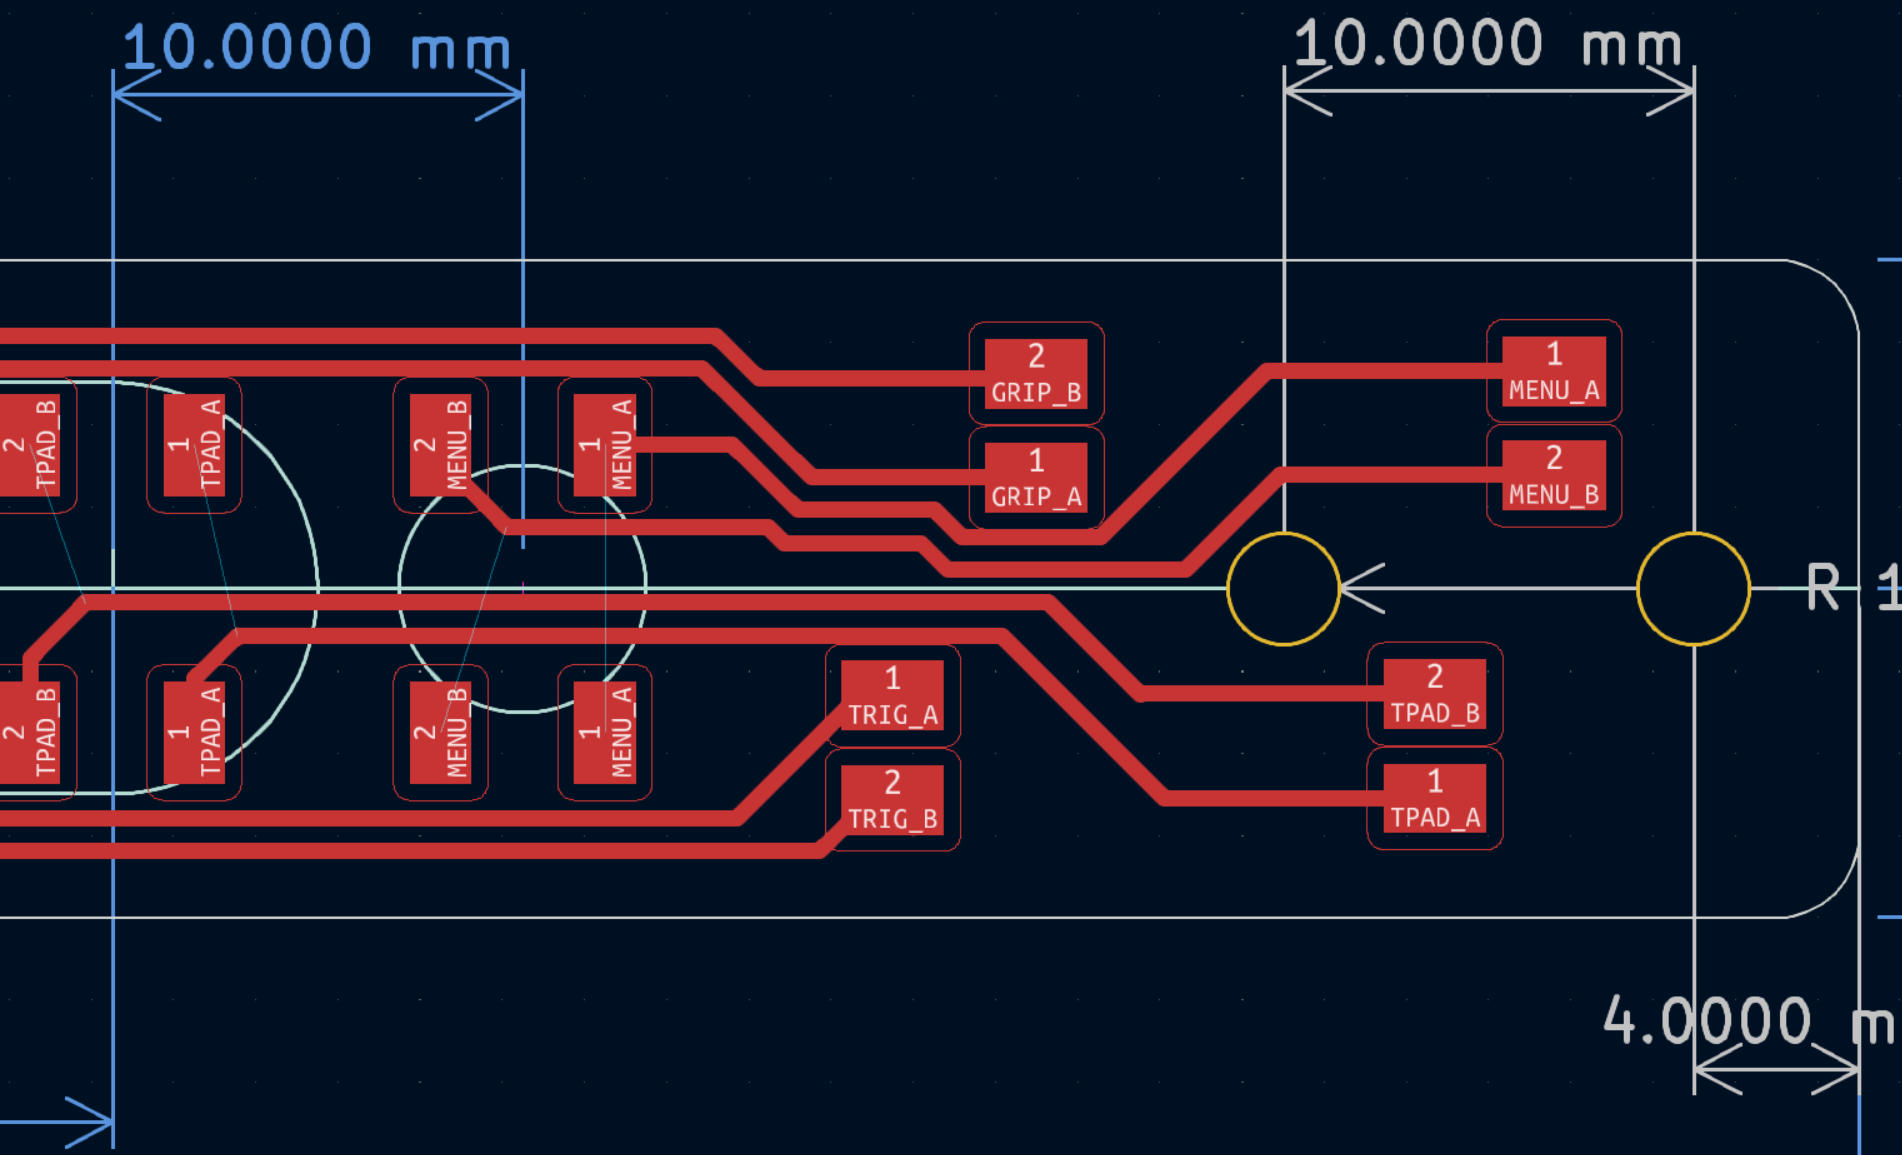 10.0000 mm
10.0000 mm
2
GRIP_B
1
GRIP_A
1
MENU_A
2
MENU_B
2
TPAD_B
1
TPAD_A
2
MENU_B
1
MENU_A
R 1
2
TPAD_B
1
TPAD_A
2
MENU_B
1
MENU_A
1
TRIG_A
2
TRIG_B
2
TPAD_B
1
TPAD_A
4.0000 m